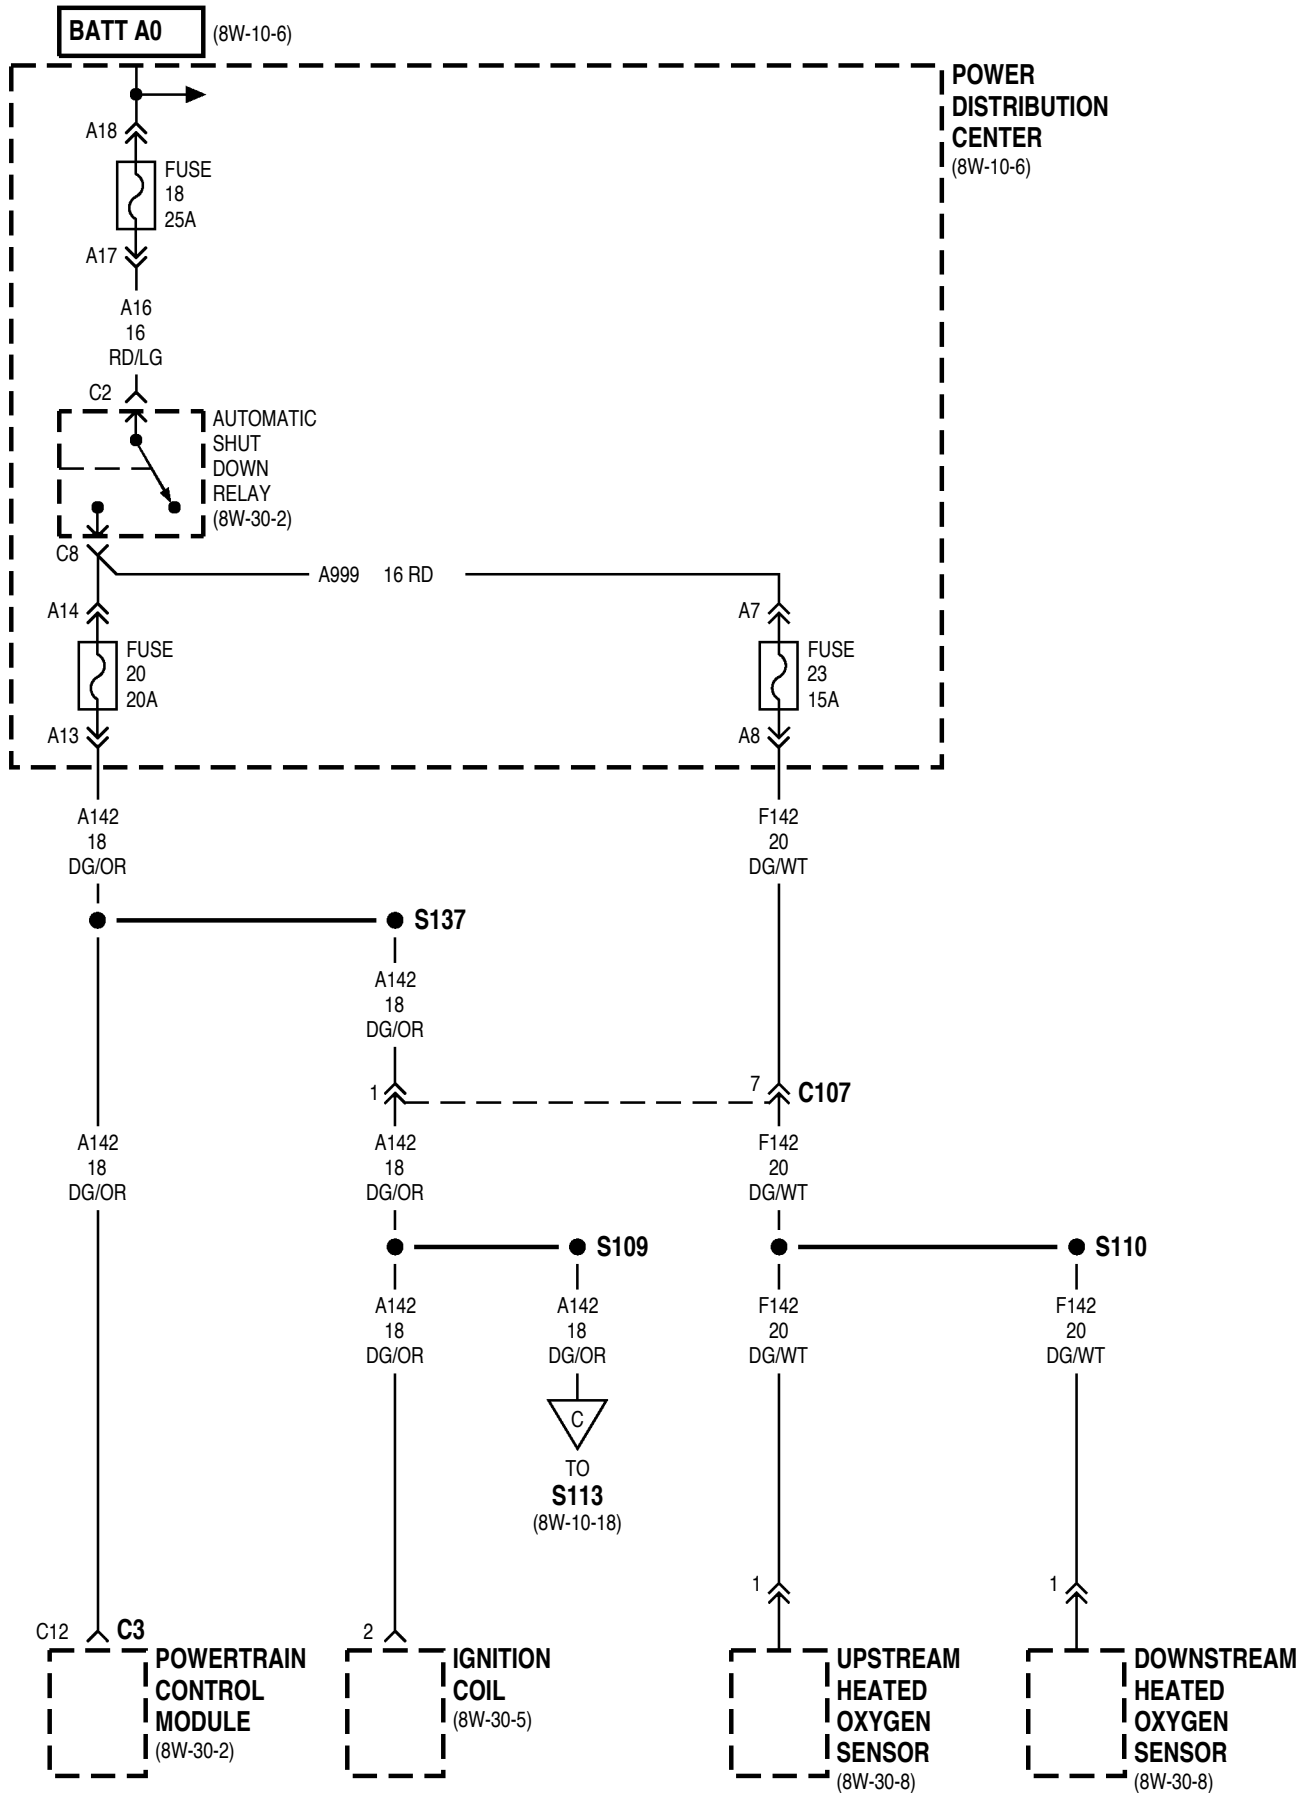 BATT A0 (8W-10-6)
POWER
DISTRIBUTION
CENTER
(8W-10-6)
A18
FUSE
18
25A
A17
A16
16
RD/LG
C2
AUTOMATIC
SHUT
DOWN
RELAY
(8W-30-2)
C8
A999 16 RD
A14
FUSE
20
20A
A13
A7
FUSE
23
15A
A8
A142
18
DG/OR
F142
20
DG/WT
S137
A142
18
DG/OR
1
7
C107
A142
18
DG/OR
A142
18
DG/OR
F142
20
DG/WT
S109
S110
A142
18
DG/OR
A142
18
DG/OR
F142
20
DG/WT
F142
20
DG/WT
C
TO
S113
(8W-10-18)
C12
C3
POWERTRAIN
CONTROL
MODULE
(8W-30-2)
2
IGNITION
COIL
(8W-30-5)
1
UPSTREAM
HEATED
OXYGEN
SENSOR
(8W-30-8)
1
DOWNSTREAM
HEATED
OXYGEN
SENSOR
(8W-30-8)